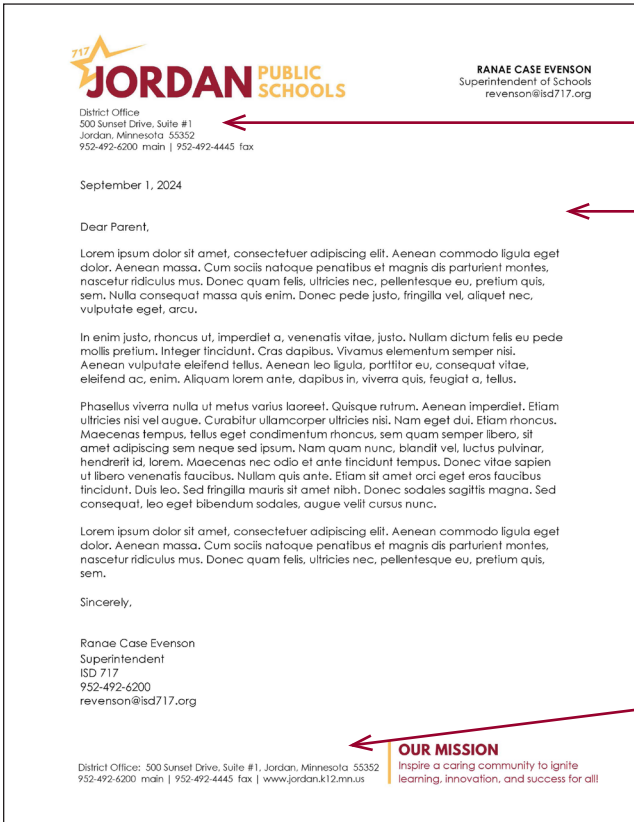 717
JORDAN PUBLIC SCHOOLS
RANAE CASE EVENSON
Superintendent of Schools
revenson@isd717.org
District Office
500 Sunset Drive, Suite #1
Jordan, Minnesota 55352
952-492-6200 main | 952-492-4445 fax
September 1, 2024
Dear Parent,
Lorem ipsum dolor sit amet, consectetuer adipiscing elit. Aenean commodo ligula eget
dolor. Aenean massa. Cum sociis natoque penatibus et magnis dis parturient montes,
nascetur ridiculus mus. Donec quam felis, ultricies nec, pellentesque eu, pretium quis,
sem. Nulla consequat massa quis enim. Donec pede justo, fringilla vel, aliquet nec,
vulputate eget, arcu.
In enim justo, rhoncus ut, imperdiet a, venenatis vitae, justo. Nullam dictum felis eu pede
mollis pretium. Integer tincidunt. Cras dapibus. Vivamus elementum semper nisi.
Aenean vulputate eleifend tellus. Aenean leo ligula, porttitor eu, consequat vitae,
eleifend ac, enim. Aliquam lorem ante, dapibus in, viverra quis, feugiat a, tellus.
Phasellus viverra nulla ut metus varius laoreet. Quisque rutrum. Aenean imperdiet. Etiam
ultricies nisi vel augue. Curabitur ullamcorper ultricies nisi. Nam eget dui. Etiam rhoncus.
Maecenas tempus, tellus eget condimentum rhoncus, sem quam semper libero, sit
amet adipiscing sem neque sed ipsum. Nam quam nunc, blandit vel, luctus pulvinar,
hendrerit id, lorem. Maecenas nec odio et ante tincidunt tempus. Donec vitae sapien
ut libero venenatis faucibus. Nullam quis ante. Etiam sit amet orci eget eros faucibus
tincidunt. Duis leo. Sed fringilla mauris sit amet nibh. Donec sodales sagittis magna. Sed
consequat, leo eget bibendum sodales, augue velit cursus nunc.
Lorem ipsum dolor sit amet, consectetuer adipiscing elit. Aenean commodo ligula eget
dolor. Aenean massa. Cum sociis natoque penatibus et magnis dis parturient montes,
nascetur ridiculus mus. Donec quam felis, ultricies nec, pellentesque eu, pretium quis,
sem.
Sincerely,
Ranae Case Evenson
Superintendent
ISD 717
952-492-6200
revenson@isd717.org
District Office: 500 Sunset Drive, Suite #1, Jordan, Minnesota 55352
952-492-6200 main | 952-492-4445 fax | www.jordan.k12.mn.us
OUR MISSION
Inspire a caring community to ignite
learning, innovation, and success for all!